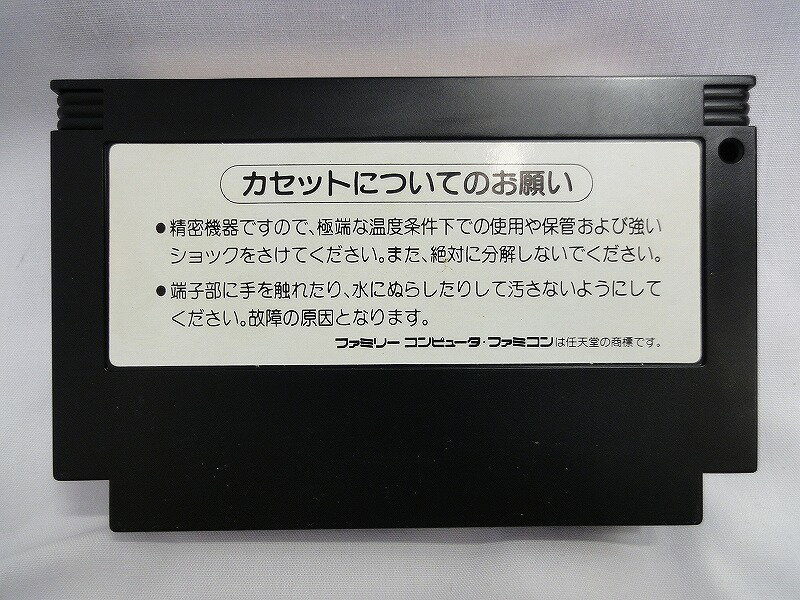 カセットについてのお願い
●精密機器ですので、極端な温度条件下での使用や保管および強い
ショックをさけてください。また、絶対に分解しないでください。
●端子部に手を触れたり、水にぬらしたりして汚さないようにして
ください。故障の原因となります。
ファミリー コンピュータ・ファミコンは任天堂の商標です。